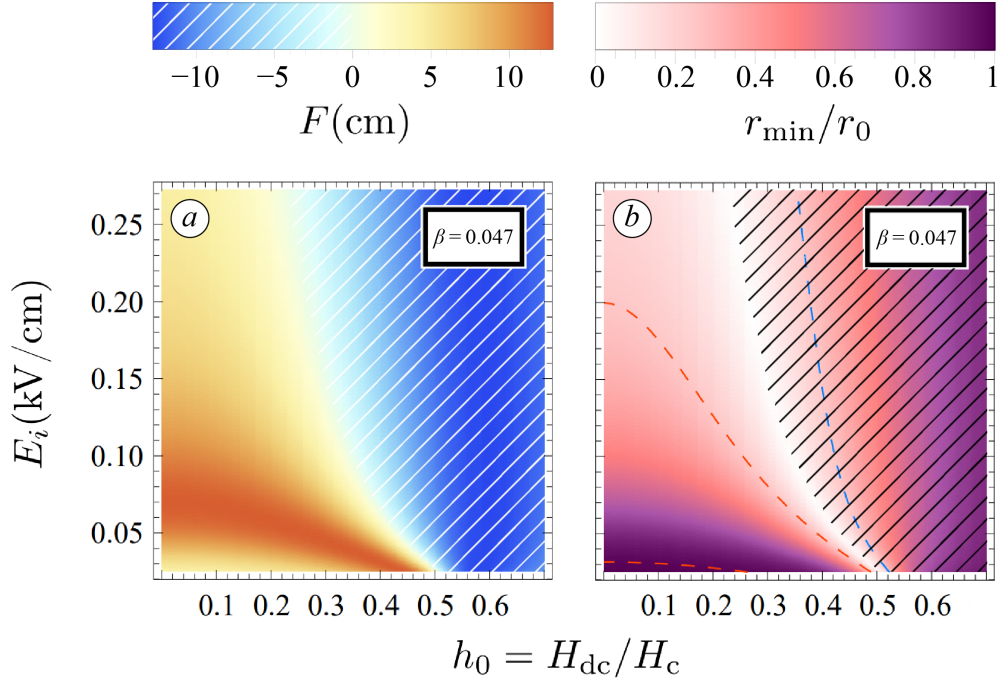 −10 −5 0 5 10
F(cm)
0 0.2 0.4 0.6 0.8 1
r_min/r_0
a
β = 0.047
b
β = 0.047
0.25
0.20
0.15
0.10
0.05
E_i(kV/cm)
0.1 0.2 0.3 0.4 0.5 0.6
0.1 0.2 0.3 0.4 0.5 0.6
h_0 = H_dc/H_c